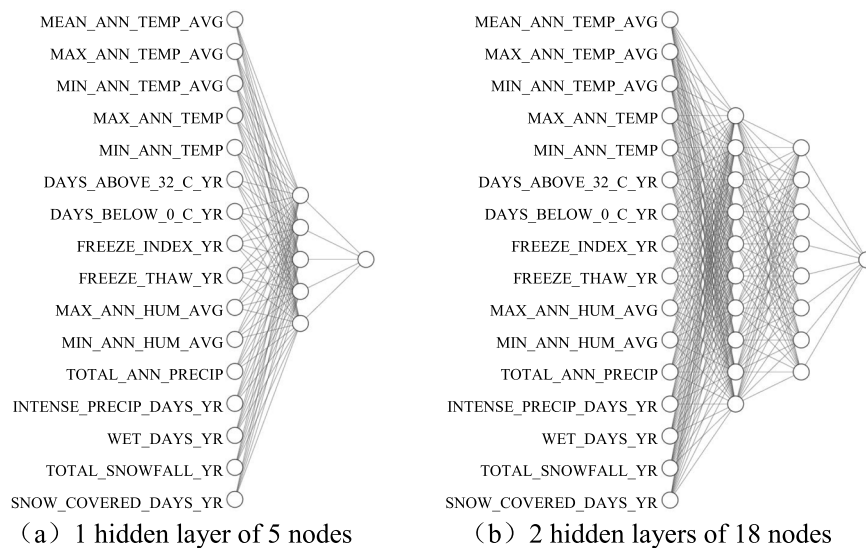 MEAN_ANN_TEMP_AVG
MAX_ANN_TEMP_AVG
MIN_ANN_TEMP_AVG
MAX_ANN_TEMP
MIN_ANN_TEMP
DAYS_ABOVE_32_C_YR
DAYS_BELOW_0_C_YR
FREEZE_INDEX_YR
FREEZE_THAW_YR
MAX_ANN_HUM_AVG
MIN_ANN_HUM_AVG
TOTAL_ANN_PRECIP
INTENSE_PRECIP_DAYS_YR
WET_DAYS_YR
TOTAL_SNOWFALL_YR
SNOW_COVERED_DAYS_YR
（a）1 hidden layer of 5 nodes
MEAN_ANN_TEMP_AVG
MAX_ANN_TEMP_AVG
MIN_ANN_TEMP_AVG
MAX_ANN_TEMP
MIN_ANN_TEMP
DAYS_ABOVE_32_C_YR
DAYS_BELOW_0_C_YR
FREEZE_INDEX_YR
FREEZE_THAW_YR
MAX_ANN_HUM_AVG
MIN_ANN_HUM_AVG
TOTAL_ANN_PRECIP
INTENSE_PRECIP_DAYS_YR
WET_DAYS_YR
TOTAL_SNOWFALL_YR
SNOW_COVERED_DAYS_YR
（b）2 hidden layers of 18 nodes